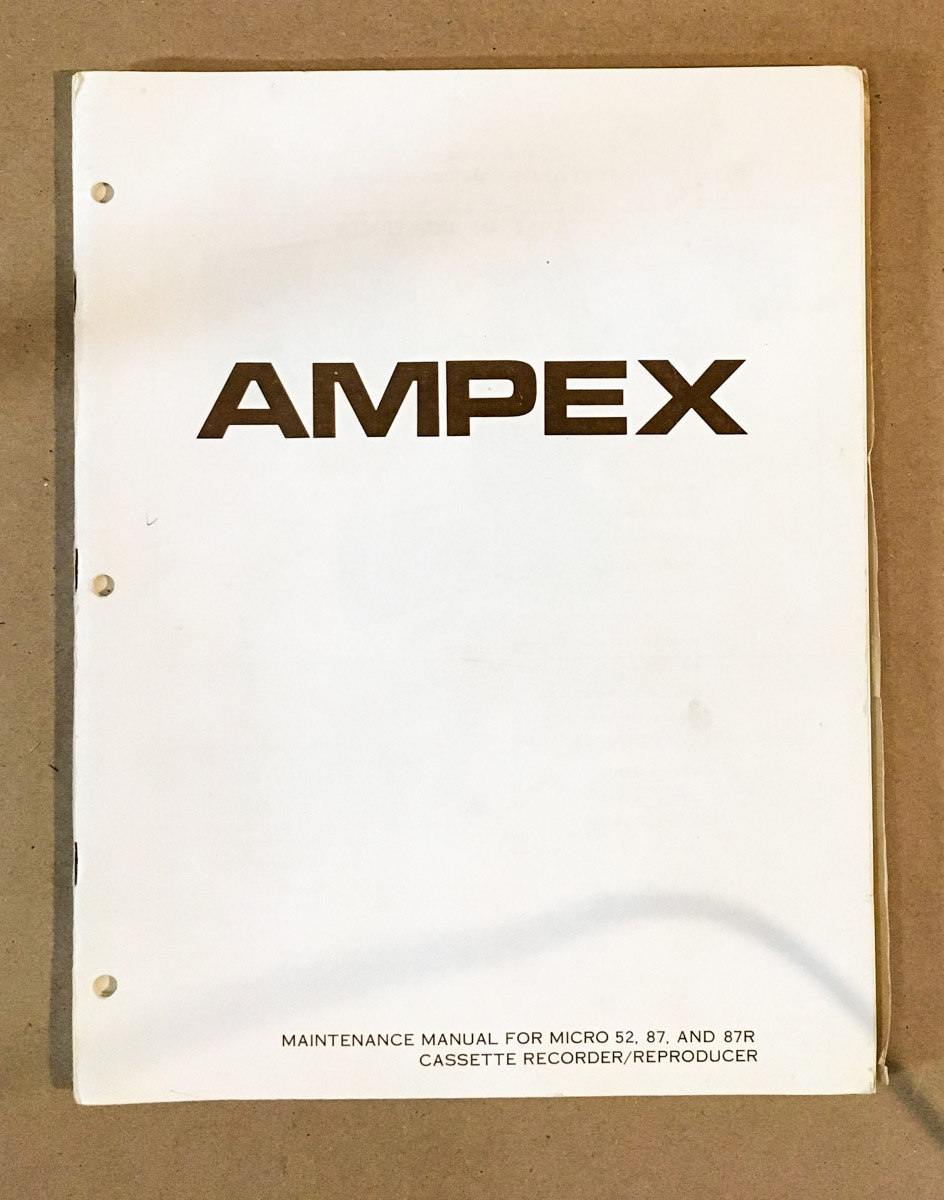 AMPEX
MAINTENANCE MANUAL FOR MICRO 52, 87, AND 87R
CASSETTE RECORDER/REPRODUCER